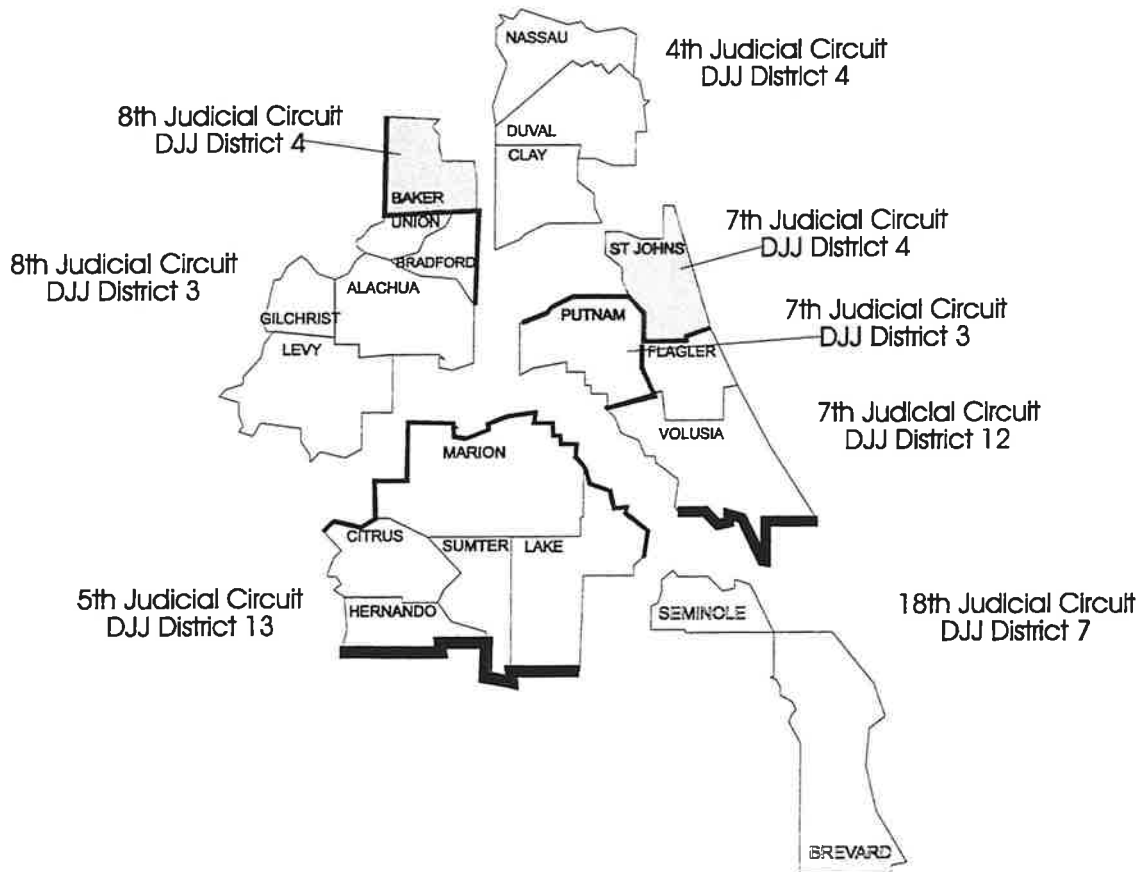 NASSAU
4th Judicial Circuit
DJJ District 4
8th Judicial Circuit
DJJ District 4
DUVAL
CLAY
BAKER
UNION
BRADFORD
8th Judicial Circuit
DJJ District 3
ALACHUA
GILCHRIST
LEVY
ST JOHNS
7th Judicial Circuit
DJJ District 4
PUTNAM
7th Judicial Circuit
DJJ District 3
FLAGLER
7th Judicial Circuit
DJJ District 12
VOLUSIA
MARION
CITRUS
SUMTER
LAKE
HERNANDO
5th Judicial Circuit
DJJ District 13
SEMINOLE
18th Judicial Circuit
DJJ District 7
BREVARD